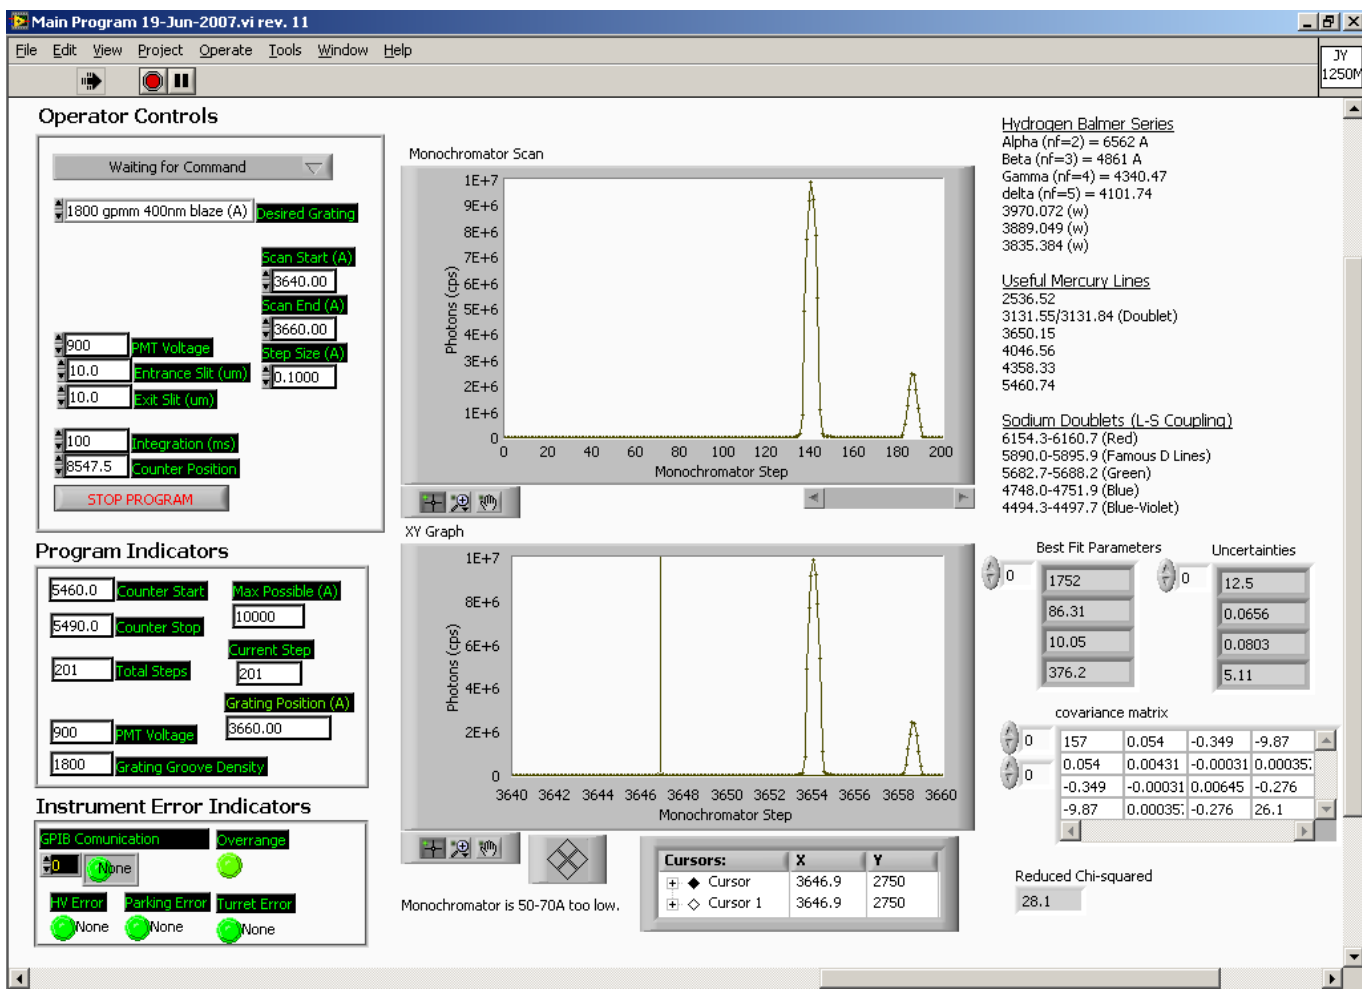 Main Program 19-Jun-2007.vi rev. 11
File Edit View Project Operate Tools Window Help
JY
1250M
Operator Controls
Waiting for Command
1800 gpmm 400nm blaze (A) Desired Grating
Scan Start (A)
3640.00
Scan End (A)
3660.00
Step Size (A)
0.1000
900 PMT Voltage
10.0 Entrance Slit (um)
10.0 Exit Slit (um)
100 Integration (ms)
8547.5 Counter Position
STOP PROGRAM
Program Indicators
5460.0 Counter Start
5490.0 Counter Stop
201 Total Steps
900 PMT Voltage
1800 Grating Groove Density
Max Possible (A)
10000
Current Step
201
Grating Position (A)
3660.00
Instrument Error Indicators
GPIB Comunication
0 None
Overrange
HV Error Parking Error Turret Error
None None None
Monochromator Scan
Photons (cps)
1E+7
9E+6
8E+6
7E+6
6E+6
5E+6
4E+6
3E+6
2E+6
1E+6
0
0 20 40 60 80 100 120 140 160 180 200
Monochromator Step
XY Graph
Photons (cps)
1E+7
8E+6
6E+6
4E+6
2E+6
0
3640 3642 3644 3646 3648 3650 3652 3654 3656 3658 3660
Monochromator Step
Monochromator is 50-70A too low.
Cursors: X Y
Cursor 3646.9 2750
Cursor 1 3646.9 2750
Hydrogen Balmer Series
Alpha (nf=2) = 6562 A
Beta (nf=3) = 4861 A
Gamma (nf=4) = 4340.47
delta (nf=5) = 4101.74
3970.072 (w)
3889.049 (w)
3835.384 (w)
Useful Mercury Lines
2536.52
3131.55/3131.84 (Doublet)
3650.15
4046.56
4358.33
5460.74
Sodium Doublets (L-S Coupling)
6154.3-6160.7 (Red)
5890.0-5895.9 (Famous D Lines)
5682.7-5688.2 (Green)
4748.0-4751.9 (Blue)
4494.3-4497.7 (Blue-Violet)
Best Fit Parameters
0
1752
86.31
10.05
376.2
Uncertainties
0
12.5
0.0656
0.0803
5.11
covariance matrix
0
0
157 0.054 -0.349 -9.87
0.054 0.00431 -0.00031 0.000357
-0.349 -0.00031 0.00645 -0.276
-9.87 0.000357 -0.276 26.1
Reduced Chi-squared
28.1